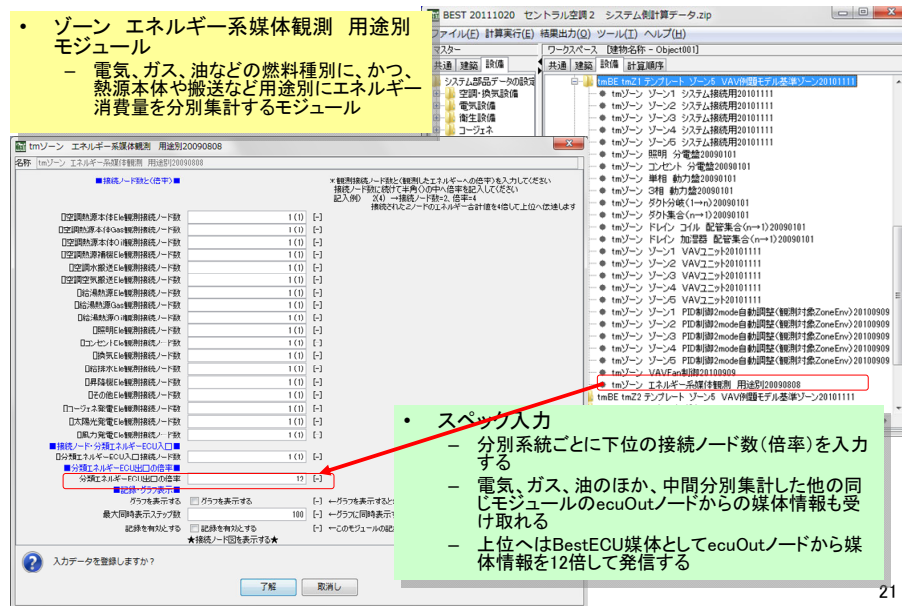 • ゾーン エネルギー系媒体観測 用途別
モジュール
– 電気、ガス、油などの燃料種別に、かつ、
熱源本体や搬送など用途別にエネルギー
消費量を分別集計するモジュール
BEST 20111020 セントラル空調2 システム側計算データ.zip
ファイル(F) 計算実行(E) 結果出力(O) ツール(T) ヘルプ(H)
マスター
ワークスペース [建物名称 - Object001]
共通 建築 設備
共通 建築 設備 計算順序
システム部品データの設定
空調・換気設備
電気設備
衛生設備
コージェネ
tmBE tmZ1 テンプレート ゾーン5 VAV例題モデル基準ゾーン20101111
tmゾーン ゾーン1 システム接続用20101111
tmゾーン ゾーン2 システム接続用20101111
tmゾーン ゾーン3 システム接続用20101111
tmゾーン ゾーン4 システム接続用20101111
tmゾーン ゾーン5 システム接続用20101111
tmゾーン 照明 分電盤20090101
tmゾーン コンセント 分電盤20090101
tmゾーン 単相 動力盤20090101
tmゾーン 3相 動力盤20090101
tmゾーン ダクト分岐(1→n)20090101
tmゾーン ダクト集合(n→1)20090101
tmゾーン ドレイン コイル 配管集合(n→1)20090101
tmゾーン ドレイン 加湿器 配管集合(n→1)20090101
tmゾーン ゾーン1 VAVユニット20101111
tmゾーン ゾーン2 VAVユニット20101111
tmゾーン ゾーン3 VAVユニット20101111
tmゾーン ゾーン4 VAVユニット20101111
tmゾーン ゾーン5 VAVユニット20101111
tmゾーン ゾーン1 PID制御2mode自動調整(観測対象ZoneEnv)20100909
tmゾーン ゾーン2 PID制御2mode自動調整(観測対象ZoneEnv)20100909
tmゾーン ゾーン3 PID制御2mode自動調整(観測対象ZoneEnv)20100909
tmゾーン ゾーン4 PID制御2mode自動調整(観測対象ZoneEnv)20100909
tmゾーン ゾーン5 PID制御2mode自動調整(観測対象ZoneEnv)20100909
tmゾーン VAVFan制御20100909
tmゾーン エネルギー系媒体観測 用途別20090808
tmBE tmZ2 テンプレート ゾーン5 VAV例題モデル基準ゾーン20101111
tmゾーン エネルギー系媒体観測 用途別20090808
名称 tmゾーン エネルギー系媒体観測 用途別20090808
■接続ノード数と(倍率)■
*観測接続ノード数と(観測したエネルギーへの倍率)を入力してください
接続ノード数に続けて半角()の中へ倍率を記入してください
記入例) 2(4) →接続ノード数=2、倍率=4
接続された2ノードのエネルギー合計値を4倍して上位へ伝達します
□空調熱源本体Ele観測接続ノード数 1(1) [-]
□空調熱源本体Gas観測接続ノード数 1(1) [-]
□空調熱源本体Oil観測接続ノード数 1(1) [-]
□空調熱源補機Ele観測接続ノード数 1(1) [-]
□空調水搬送Ele観測接続ノード数 1(1) [-]
□空調空気搬送Ele観測接続ノード数 1(1) [-]
□給湯熱源Ele観測接続ノード数 1(1) [-]
□給湯熱源Gas観測接続ノード数 1(1) [-]
□給湯熱源Oil観測接続ノード数 1(1) [-]
□照明Ele観測接続ノード数 1(1) [-]
□コンセントEle観測接続ノード数 1(1) [-]
□換気Ele観測接続ノード数 1(1) [-]
□給排水Ele観測接続ノード数 1(1) [-]
□昇降機Ele観測接続ノード数 1(1) [-]
□その他Ele観測接続ノード数 1(1) [-]
□コージェネ発電Ele観測接続ノード数 1(1) [-]
□太陽光発電Ele観測接続ノード数 1(1) [-]
□風力発電Ele観測接続ノード数 1(1) [-]
■接続ノード・分類エネルギーECU入口■
□分類エネルギーECU入口接続ノード数 1(1) [-]
■分類エネルギーECU出口の倍率■
分類エネルギーECU出口の倍率 12 [-]
■記録・グラフ表示■
グラフを表示する グラフを表示する [-] ←グラフを表示すると
最大同時表示ステップ数 100 [-] ←グラフに同時表示す
記録を有効とする 記録を有効とする [-] ←このモジュールの記
★接続ノード図を表示する★
入力データを登録しますか?
了解 取消し
• スペック入力
– 分別系統ごとに下位の接続ノード数(倍率)を入力
する
– 電気、ガス、油のほか、中間分別集計した他の同
じモジュールのecuOutノードからの媒体情報も受
け取れる
– 上位へはBestECU媒体としてecuOutノードから媒
体情報を12倍して発信する
21